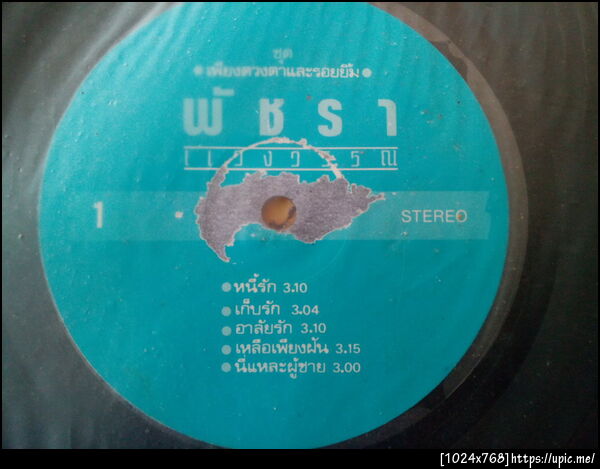 ชุด
• เพียงดวงตาและรอยยิ้ม •
พัชรา
แวงวรรณ
1
STEREO
• หนี้รัก 3.10
• เก็บรัก 3.04
• อาลัยรัก 3.10
• เหลือเพียงฝัน 3.15
• นี่แหละผู้ชาย 3.00
[1024x768]https://upic.me/